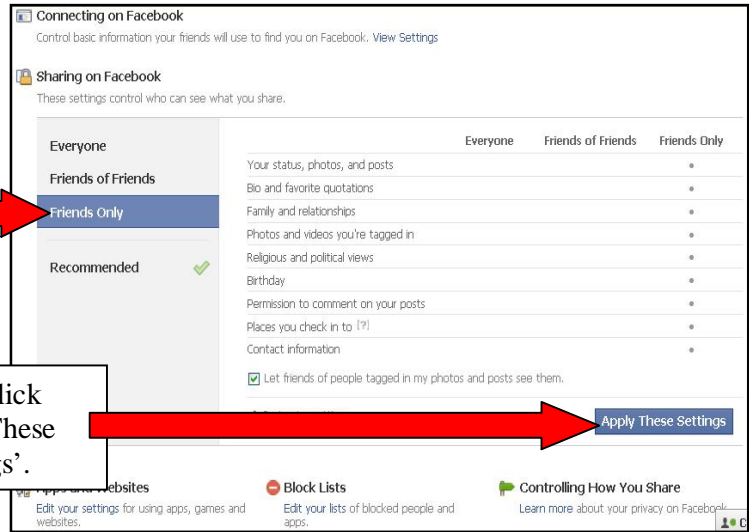 Connecting on Facebook
Control basic information your friends will use to find you on Facebook. View Settings
Sharing on Facebook
These settings control who can see what you share.
Everyone
Friends of Friends
Friends Only
Recommended
Everyone Friends of Friends Friends Only
Your status, photos, and posts
Bio and favorite quotations
Family and relationships
Photos and videos you're tagged in
Religious and political views
Birthday
Permission to comment on your posts
Places you check in to [?]
Contact information
Let friends of people tagged in my photos and posts see them.
Apply These Settings
Apps and Websites
Edit your settings for using apps, games and
websites.
Block Lists
Edit your lists of blocked people and
apps.
Controlling How You Share
Learn more about your privacy on Facebook.